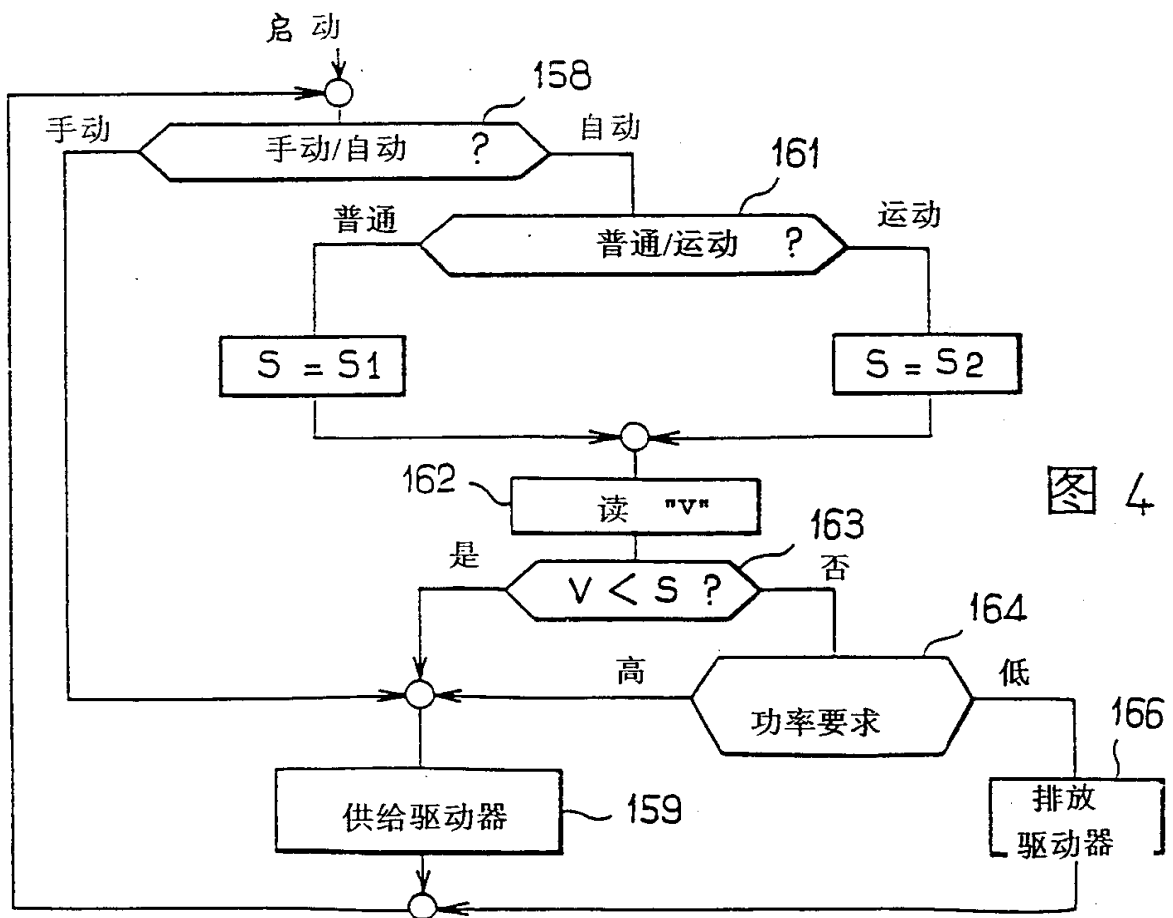 启动
158
手动
手动/自动 ?
自动
161
普通
普通/运动 ?
运动
S = S1
S = S2
162
读 "V"
图 4
163
是
V < S ?
否
164
高
功率要求
低
166
供给驱动器
159
排放
驱动器